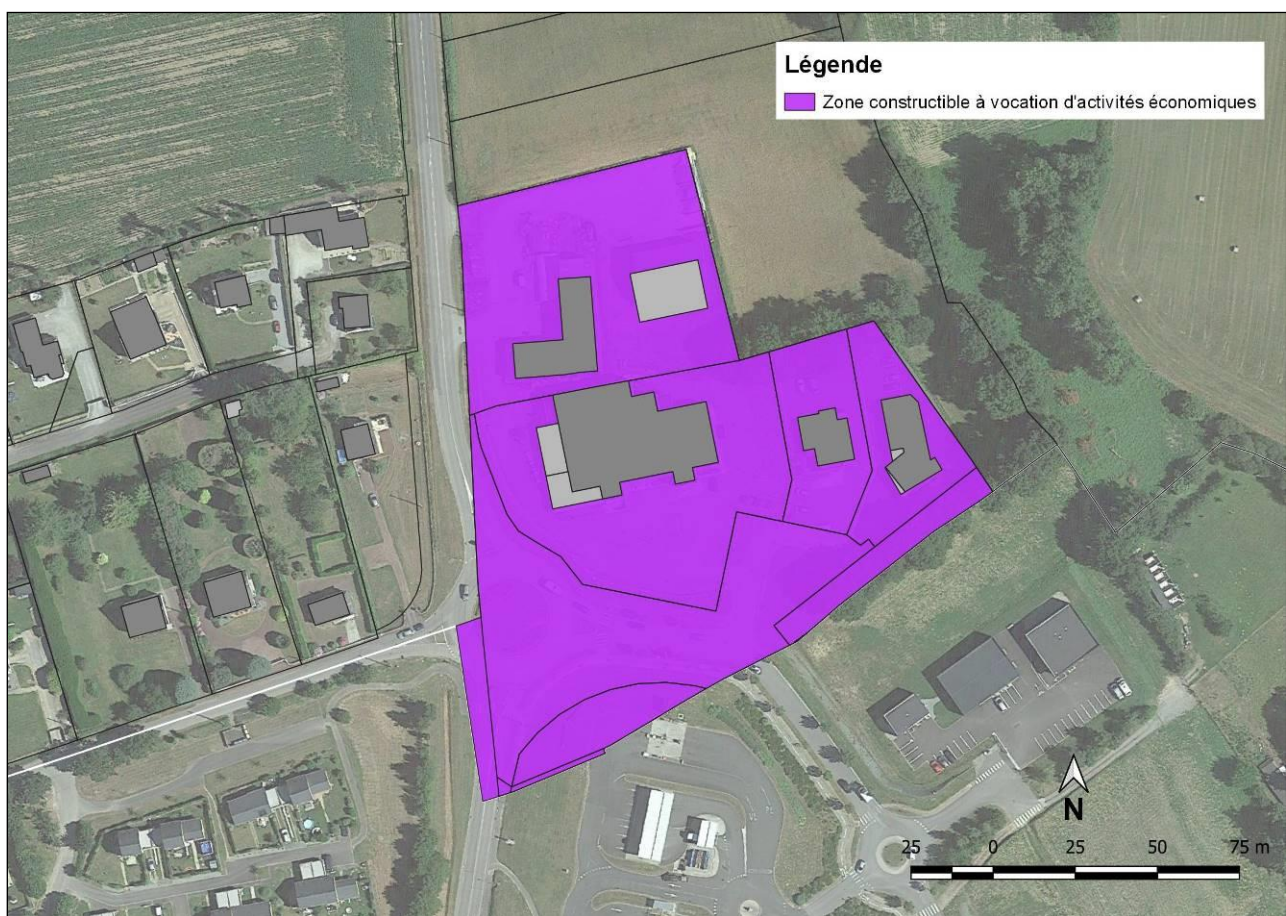 Légende
Zone constructible à vocation d'activités économiques
N
25 0 25 50 75 m